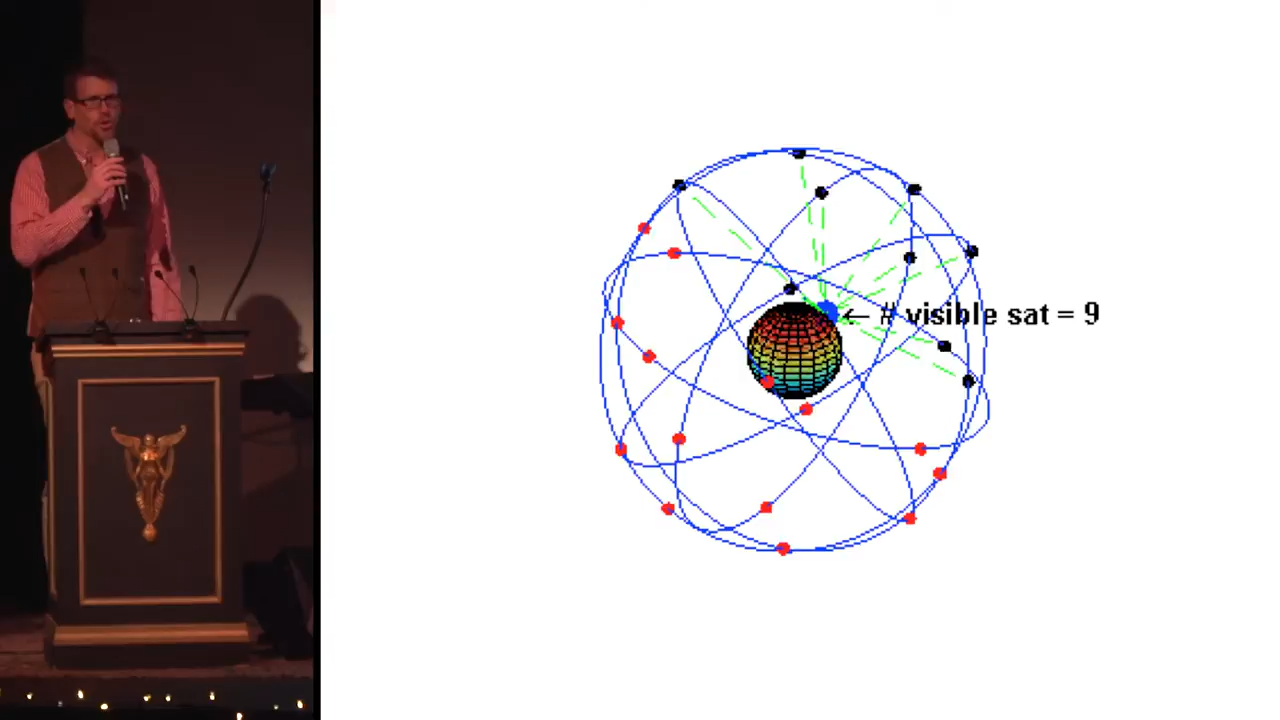 ← # visible sat = 9